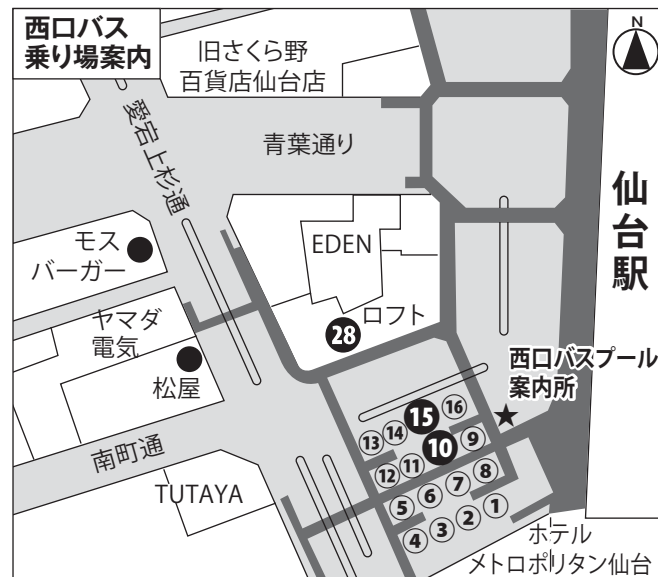 西口バス
乗り場案内
旧さくら野
百貨店仙台店
N
愛宕上杉通
青葉通り
仙台駅
モス
バーガー
EDEN
ロフト
28
ヤマダ
電気
松屋
西口バスプール
案内所
16
15
14
13
10
9
12
11
8
7
6
5
1
2
3
4
南町通
TUTAYA
ホテル
メトロポリタン仙台